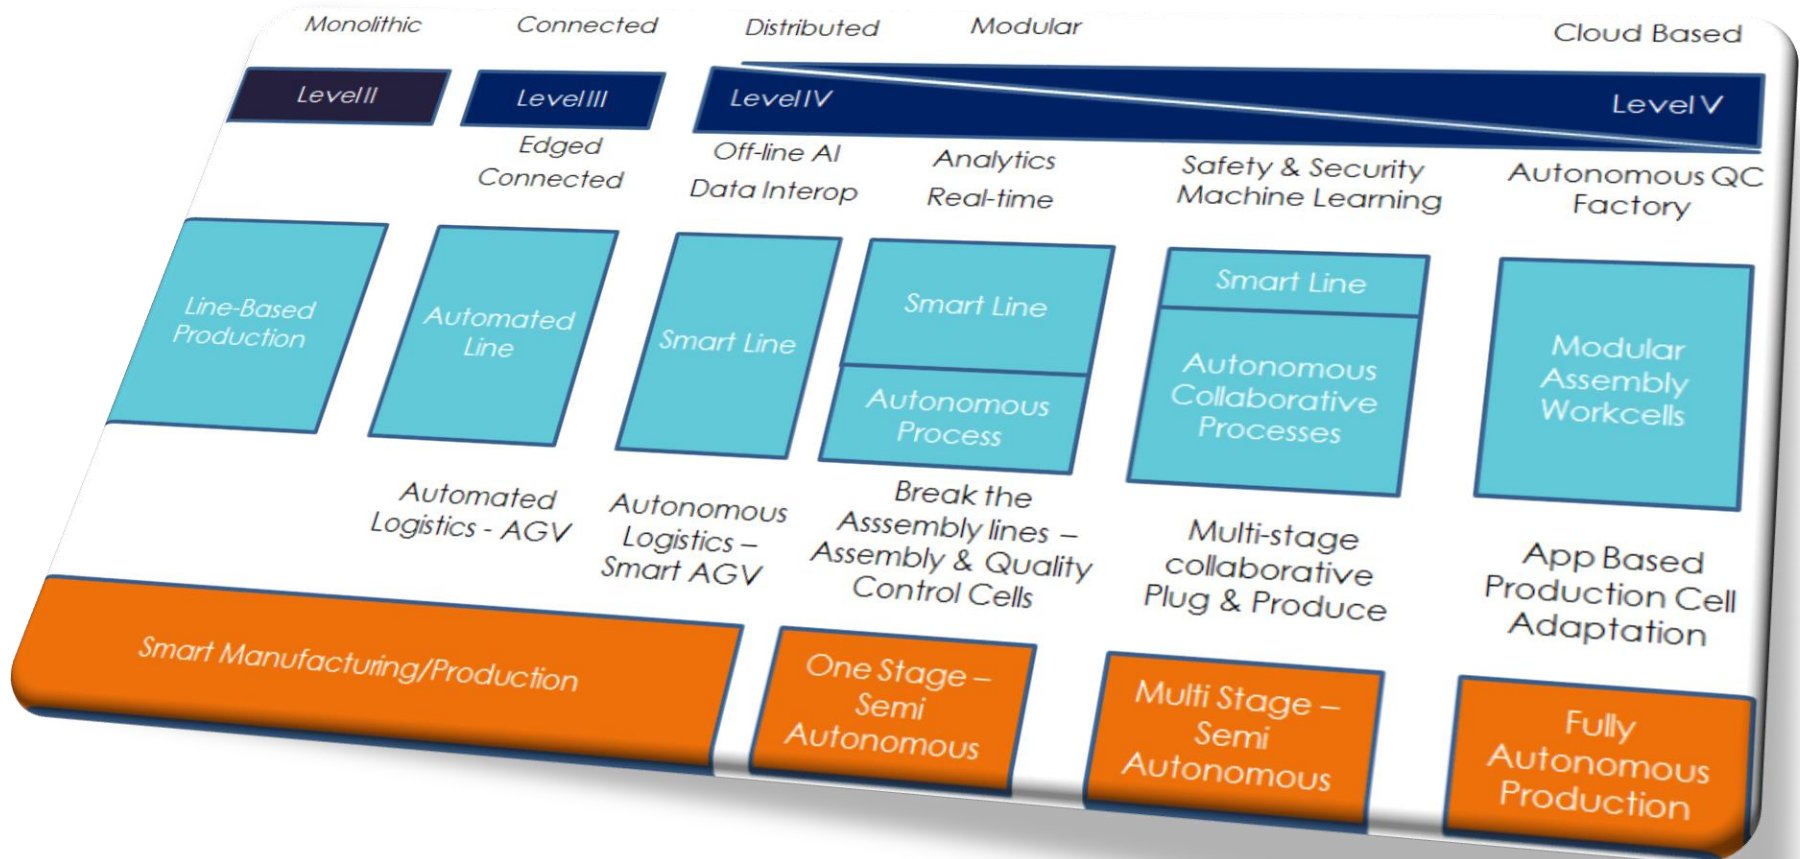 Monolithic
Connected
Distributed
Modular
Cloud Based
Level II
Level III
Level IV
Level V
Edged
Connected
Off-line AI
Data Interop
Analytics
Real-time
Safety & Security
Machine Learning
Autonomous QC
Factory
Line-Based
Production
Automated
Line
Smart Line
Smart Line
Autonomous
Process
Smart Line
Autonomous
Collaborative
Processes
Modular
Assembly
Workcells
Automated
Logistics - AGV
Autonomous
Logistics –
Smart AGV
Break the
Asssembly lines –
Assembly & Quality
Control Cells
Multi-stage
collaborative
Plug & Produce
App Based
Production Cell
Adaptation
Smart Manufacturing/Production
One Stage –
Semi
Autonomous
Multi Stage –
Semi
Autonomous
Fully
Autonomous
Production